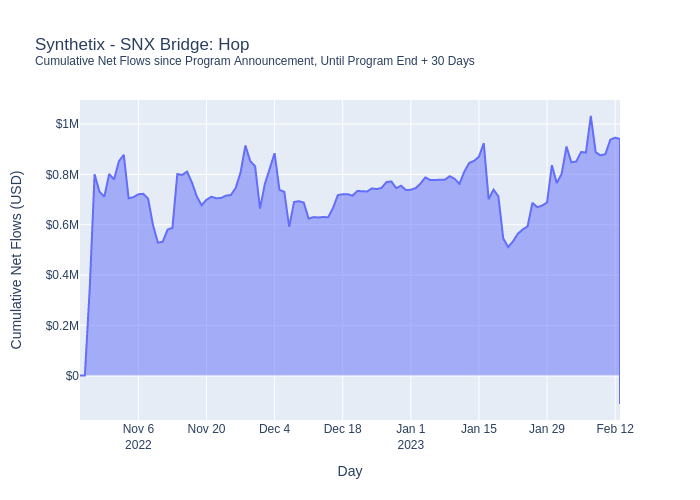 Synthetix - SNX Bridge: Hop
Cumulative Net Flows since Program Announcement, Until Program End + 30 Days
Cumulative Net Flows (USD)
$1M
$0.8M
$0.6M
$0.4M
$0.2M
$0
Nov 6
2022
Nov 20
Dec 4
Dec 18
Jan 1
2023
Jan 15
Jan 29
Feb 12
Day